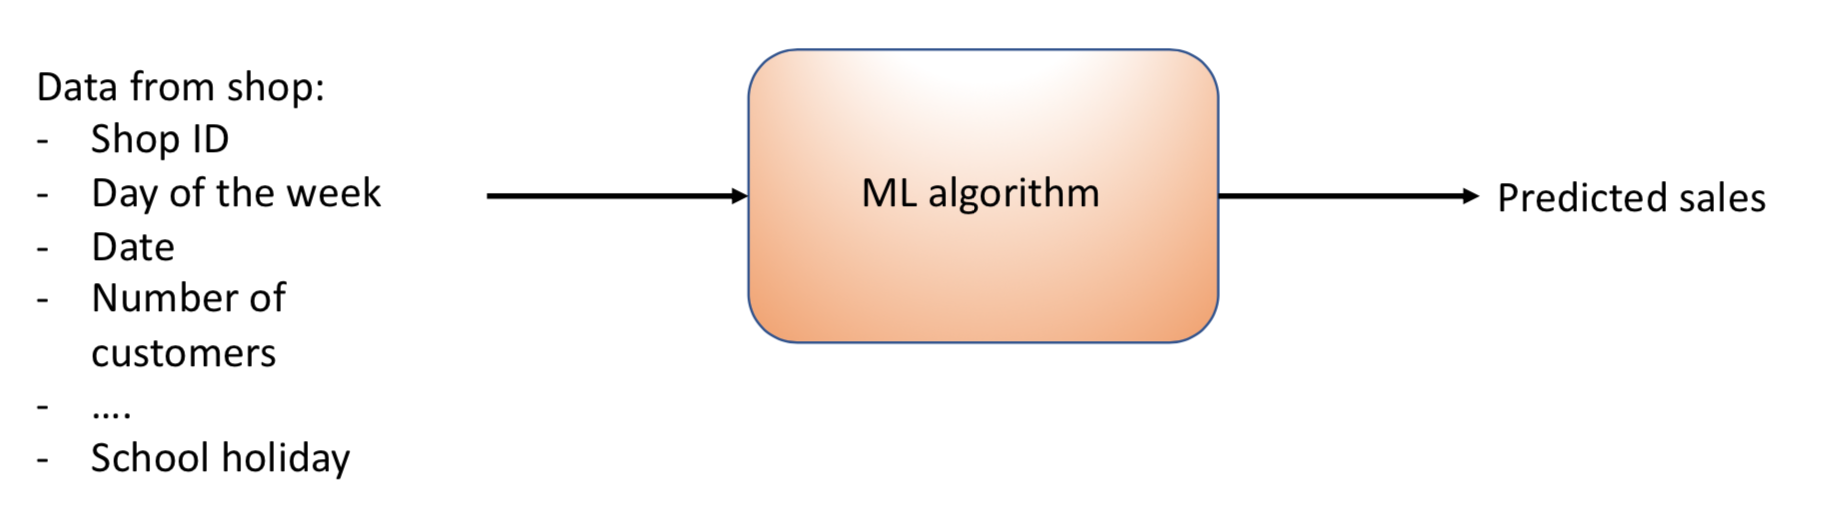 Data from shop:
- Shop ID
- Day of the week
- Date
- Number of
customers
- ....
- School holiday
ML algorithm
Predicted sales